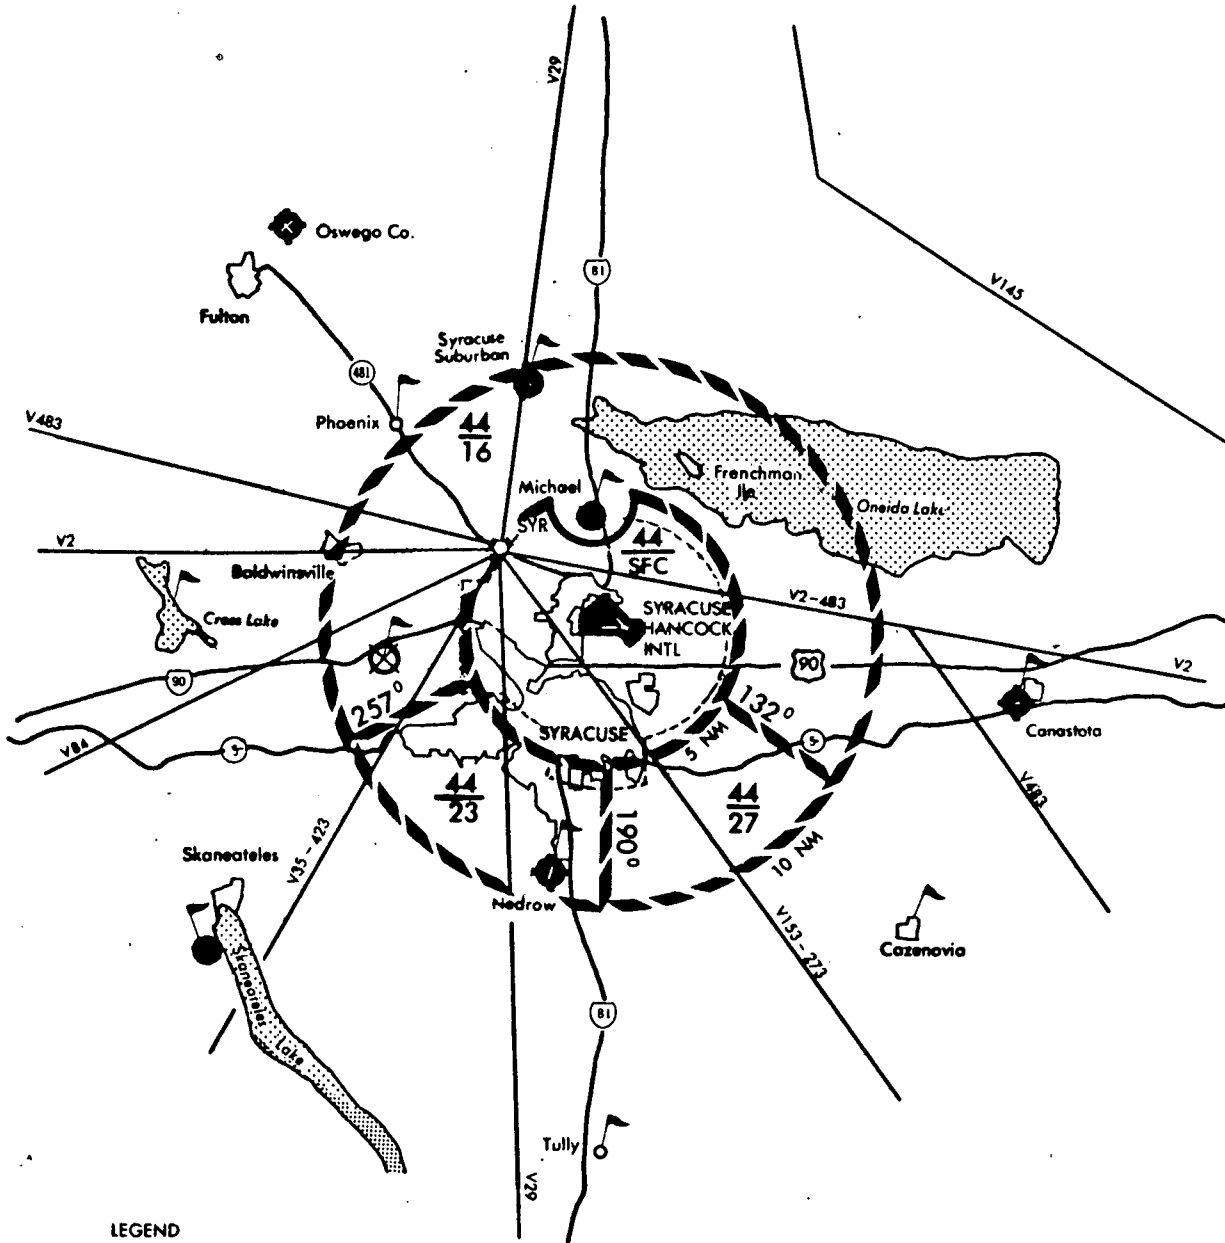 V29
Oswego Co.
81
V145
Fulton
Syracuse
Suburban
481
V483
Phoenix
44
16
Michael
Frenchman
Ile
Oneida Lake
SYR
44
SFC
V2
Baldwinsville
V2-483
Cross Lake
SYRACUSE
HANCOCK
INTL
90
90
V2
257°
132°
Canastota
V84
5
SYRACUSE
5 NM
5
44
23
44
27
V483
190°
V35-423
10 NM
Skaneateles
Nedrow
V153-273
Cazenovia
Skaneateles
Lake
81
Tully
V29
LEGEND